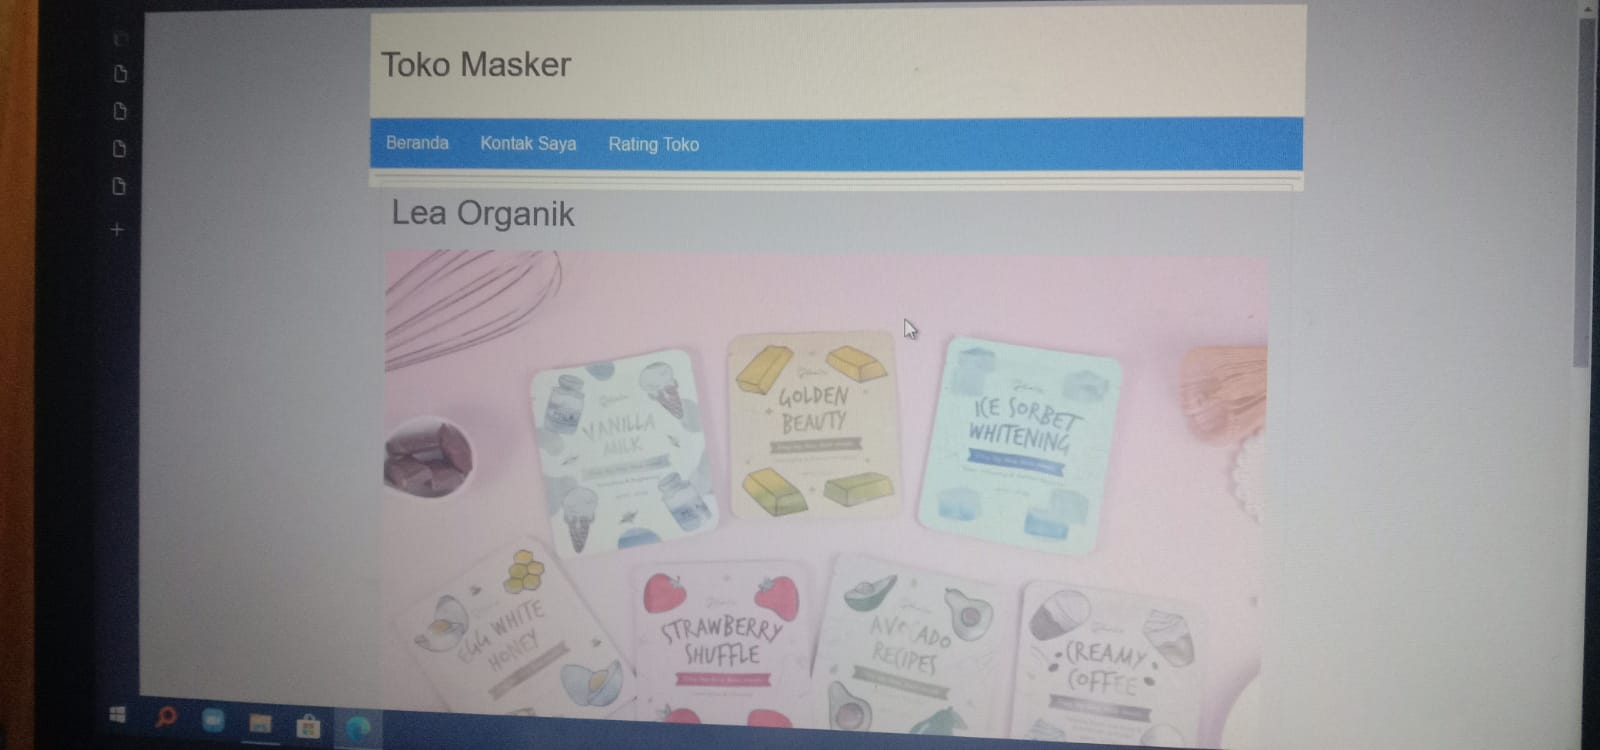 Toko Masker
Beranda Kontak Saya Rating Toko
Lea Organik
VANILLA
MILK
GOLDEN
BEAUTY
ICE SORBET
WHITENING
EGG WHITE
HONEY
STRAWBERRY
SHUFFLE
AVOCADO
RECIPES
CREAMY
COFFEE